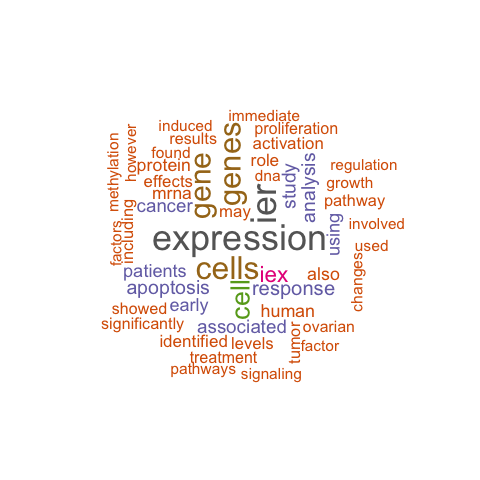 immediate
induced
proliferation
results
activation
however
methylation
found
role
protein
regulation
dna
effects
growth
mrna
study
analysis
gene
genes
ier
pathway
cancer
may
including
factors
using
involved
expression
used
patients
cells
iex
also
changes
apoptosis
cell
response
early
showed
human
significantly
associated
ovarian
tumor
identified
levels
factor
treatment
pathways
signaling